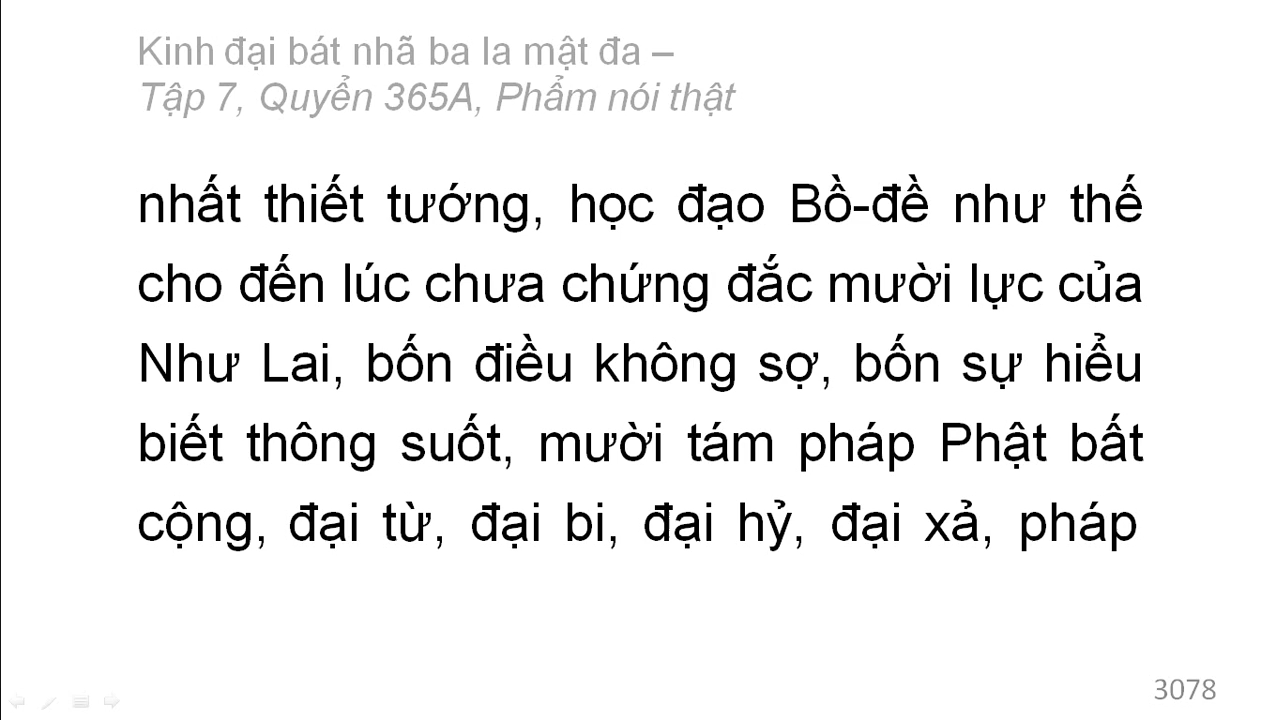 Kinh đại bát nhã ba la mật đa –
Tập 7, Quyển 365A, Phẩm nói thật
nhất thiết tướng, học đạo Bồ-đề như thế
cho đến lúc chưa chứng đắc mười lực của
Như Lai, bốn điều không sợ, bốn sự hiểu
biết thông suốt, mười tám pháp Phật bất
cộng, đại từ, đại bi, đại hỷ, đại xả, pháp
3078